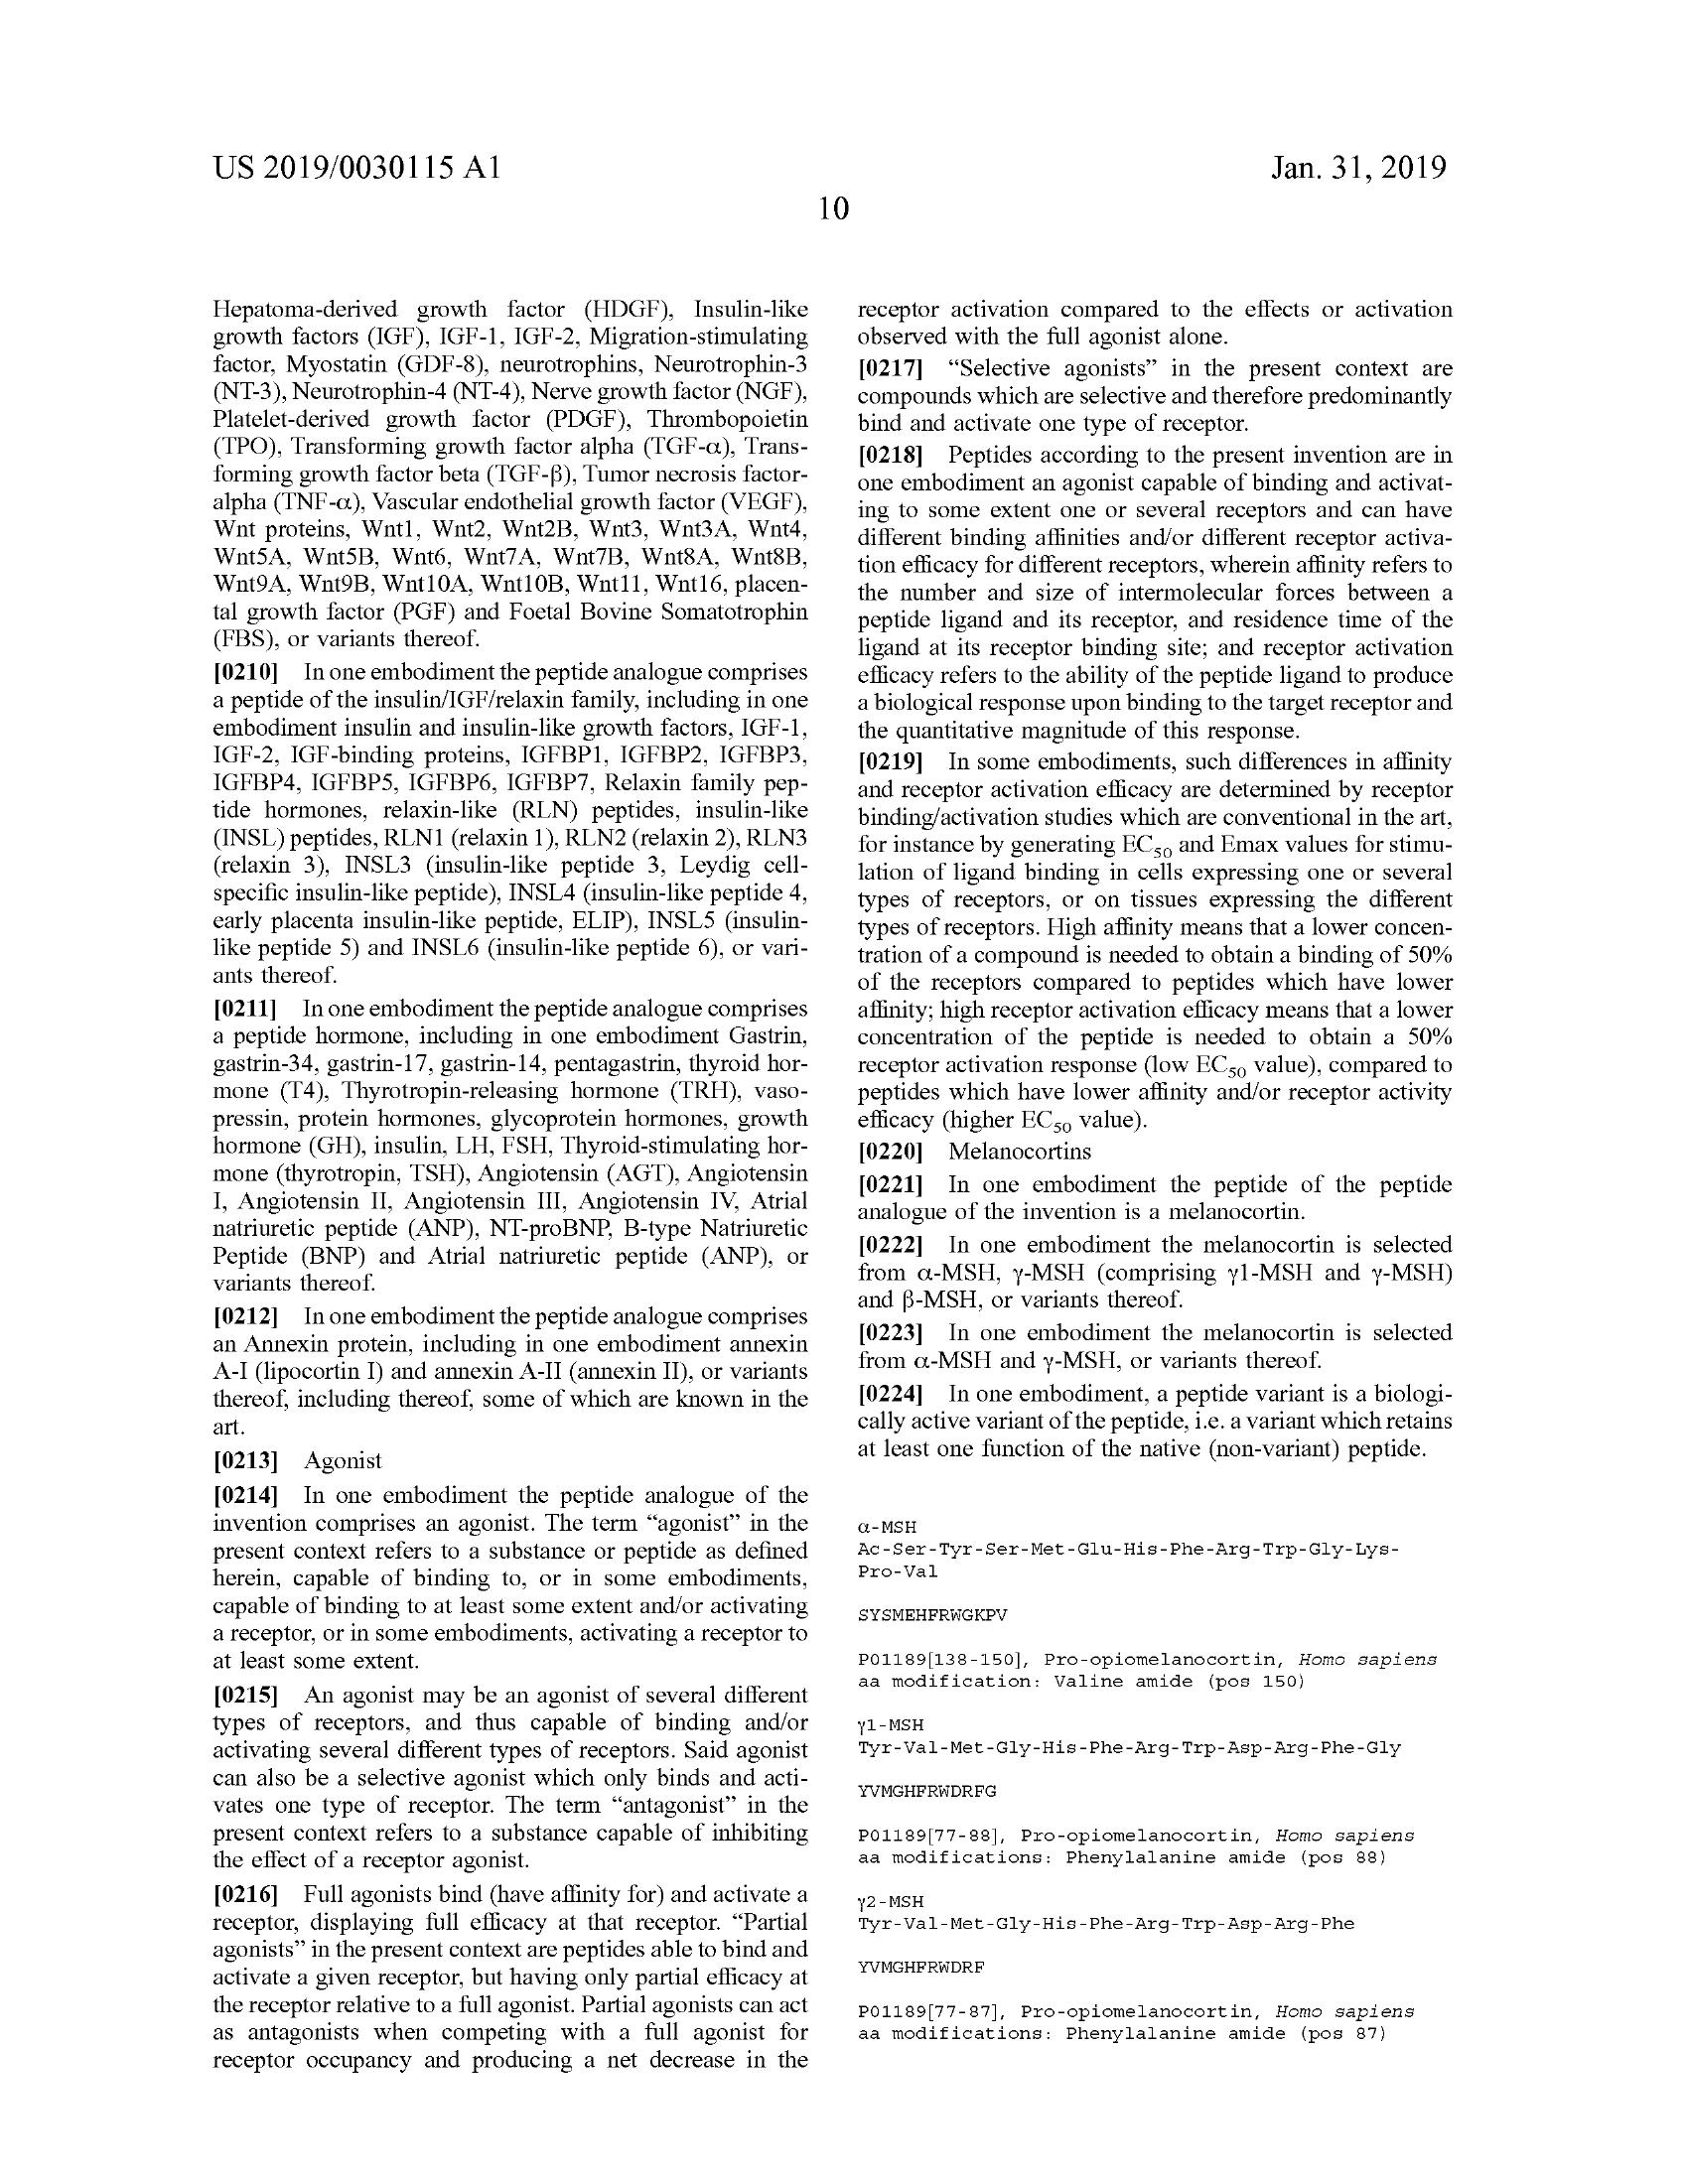 US 2019/0030115 A1
Jan. 31, 2019
10
Hepatoma-derived growth factor (HDGF), Insulin-like
growth factors (IGF), IGF-1, IGF-2, Migration-stimulating
factor, Myostatin (GDF-8), neurotrophins, Neurotrophin-3
(NT-3), Neurotrophin-4 (NT-4), Nerve growth factor (NGF),
Platelet-derived growth factor (PDGF), Thrombopoietin
(TPO), Transforming growth factor alpha (TGF-α), Trans-
forming growth factor beta (TGF-β), Tumor necrosis factor-
alpha (TNF-α), Vascular endothelial growth factor (VEGF),
Wnt proteins, Wnt1, Wnt2, Wnt2B, Wnt3, Wnt3A, Wnt4,
Wnt5A, Wnt5B, Wnt6, Wnt7A, Wnt7B, Wnt8A, Wnt8B,
Wnt9A, Wnt9B, Wnt10A, Wnt10B, Wnt11, Wnt16, placen-
tal growth factor (PGF) and Foetal Bovine Somatotrophin
(FBS), or variants thereof.
[0210] In one embodiment the peptide analogue comprises
a peptide of the insulin/IGF/relaxin family, including in one
embodiment insulin and insulin-like growth factors, IGF-1,
IGF-2, IGF-binding proteins, IGFBP1, IGFBP2, IGFBP3,
IGFBP4, IGFBP5, IGFBP6, IGFBP7, Relaxin family pep-
tide hormones, relaxin-like (RLN) peptides, insulin-like
(INSL) peptides, RLN1 (relaxin 1), RLN2 (relaxin 2), RLN3
(relaxin 3), INSL3 (insulin-like peptide 3, Leydig cell-
specific insulin-like peptide), INSL4 (insulin-like peptide 4,
early placenta insulin-like peptide, ELIP), INSL5 (insulin-
like peptide 5) and INSL6 (insulin-like peptide 6), or vari-
ants thereof.
[0211] In one embodiment the peptide analogue comprises
a peptide hormone, including in one embodiment Gastrin,
gastrin-34, gastrin-17, gastrin-14, pentagastrin, thyroid hor-
mone (T4), Thyrotropin-releasing hormone (TRH), vaso-
pressin, protein hormones, glycoprotein hormones, growth
hormone (GH), insulin, LH, FSH, Thyroid-stimulating hor-
mone (thyrotropin, TSH), Angiotensin (AGT), Angiotensin
I, Angiotensin II, Angiotensin III, Angiotensin IV, Atrial
natriuretic peptide (ANP), NT-proBNP, B-type Natriuretic
Peptide (BNP) and Atrial natriuretic peptide (ANP), or
variants thereof.
[0212] In one embodiment the peptide analogue comprises
an Annexin protein, including in one embodiment annexin
A-I (lipocortin I) and annexin A-II (annexin II), or variants
thereof, including thereof, some of which are known in the
art.
[0213] Agonist
[0214] In one embodiment the peptide analogue of the
invention comprises an agonist. The term “agonist” in the
present context refers to a substance or peptide as defined
herein, capable of binding to, or in some embodiments,
capable of binding to at least some extent and/or activating
a receptor, or in some embodiments, activating a receptor to
at least some extent.
[0215] An agonist may be an agonist of several different
types of receptors, and thus capable of binding and/or
activating several different types of receptors. Said agonist
can also be a selective agonist which only binds and acti-
vates one type of receptor. The term “antagonist” in the
present context refers to a substance capable of inhibiting
the effect of a receptor agonist.
[0216] Full agonists bind (have affinity for) and activate a
receptor, displaying full efficacy at that receptor. “Partial
agonists” in the present context are peptides able to bind and
activate a given receptor, but having only partial efficacy at
the receptor relative to a full agonist. Partial agonists can act
as antagonists when competing with a full agonist for
receptor occupancy and producing a net decrease in the
receptor activation compared to the effects or activation
observed with the full agonist alone.
[0217] “Selective agonists” in the present context are
compounds which are selective and therefore predominantly
bind and activate one type of receptor.
[0218] Peptides according to the present invention are in
one embodiment an agonist capable of binding and activat-
ing to some extent one or several receptors and can have
different binding affinities and/or different receptor activa-
tion efficacy for different receptors, wherein affinity refers to
the number and size of intermolecular forces between a
peptide ligand and its receptor, and residence time of the
ligand at its receptor binding site; and receptor activation
efficacy refers to the ability of the peptide ligand to produce
a biological response upon binding to the target receptor and
the quantitative magnitude of this response.
[0219] In some embodiments, such differences in affinity
and receptor activation efficacy are determined by receptor
binding/activation studies which are conventional in the art,
for instance by generating EC50 and Emax values for stimu-
lation of ligand binding in cells expressing one or several
types of receptors, or on tissues expressing the different
types of receptors. High affinity means that a lower concen-
tration of a compound is needed to obtain a binding of 50%
of the receptors compared to peptides which have lower
affinity; high receptor activation efficacy means that a lower
concentration of the peptide is needed to obtain a 50%
receptor activation response (low EC50 value), compared to
peptides which have lower affinity and/or receptor activity
efficacy (higher EC50 value).
[0220] Melanocortins
[0221] In one embodiment the peptide of the peptide
analogue of the invention is a melanocortin.
[0222] In one embodiment the melanocortin is selected
from α-MSH, γ-MSH (comprising γ1-MSH and γ-MSH)
and β-MSH, or variants thereof.
[0223] In one embodiment the melanocortin is selected
from α-MSH and γ-MSH, or variants thereof.
[0224] In one embodiment, a peptide variant is a biologi-
cally active variant of the peptide, i.e. a variant which retains
at least one function of the native (non-variant) peptide.
α-MSH
Ac-Ser-Tyr-Ser-Met-Glu-His-Phe-Arg-Trp-Gly-Lys-
Pro-Val
SYSMEHFRWGKPV
P01189[138-150], Pro-opiomelanocortin, Homo sapiens
aa modification: Valine amide (pos 150)
γ1-MSH
Tyr-Val-Met-Gly-His-Phe-Arg-Trp-Asp-Arg-Phe-Gly
YVMGHFRWDRFG
P01189[77-88], Pro-opiomelanocortin, Homo sapiens
aa modifications: Phenylalanine amide (pos 88)
γ2-MSH
Tyr-Val-Met-Gly-His-Phe-Arg-Trp-Asp-Arg-Phe
YVMGHFRWDRF
P01189[77-87], Pro-opiomelanocortin, Homo sapiens
aa modifications: Phenylalanine amide (pos 87)